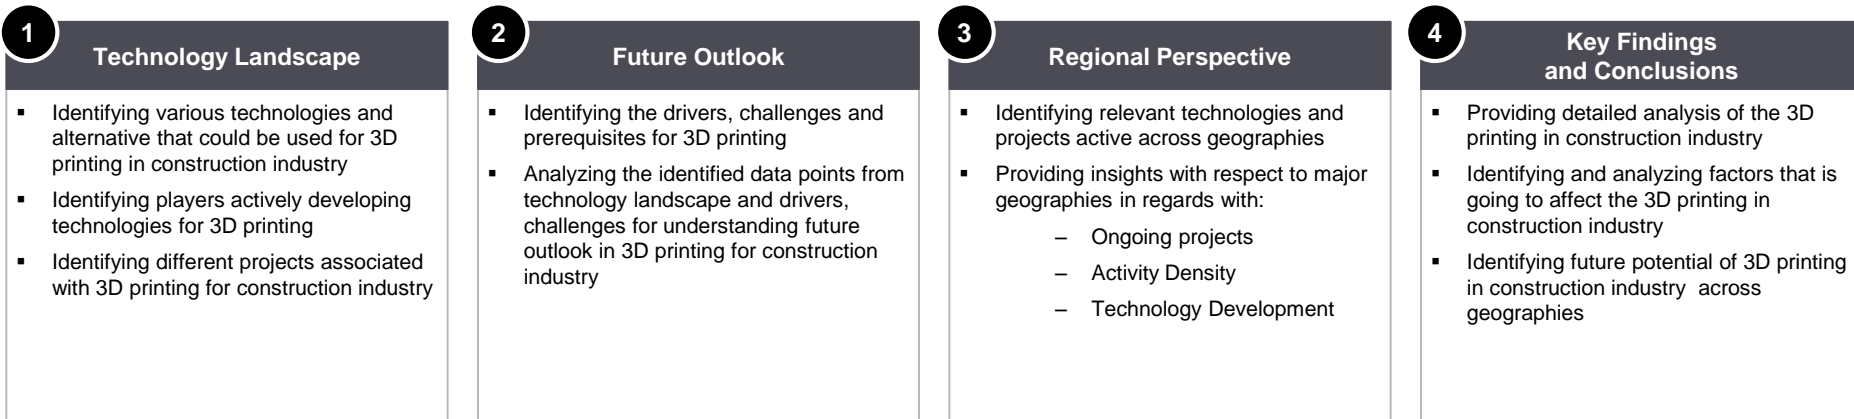 1
Technology Landscape
▪ Identifying various technologies and
alternative that could be used for 3D
printing in construction industry
▪ Identifying players actively developing
technologies for 3D printing
▪ Identifying different projects associated
with 3D printing for construction industry
2
Future Outlook
▪ Identifying the drivers, challenges and
prerequisites for 3D printing
▪ Analyzing the identified data points from
technology landscape and drivers,
challenges for understanding future
outlook in 3D printing for construction
industry
3
Regional Perspective
▪ Identifying relevant technologies and
projects active across geographies
▪ Providing insights with respect to major
geographies in regards with:
– Ongoing projects
– Activity Density
– Technology Development
4
Key Findings
and Conclusions
▪ Providing detailed analysis of the 3D
printing in construction industry
▪ Identifying and analyzing factors that is
going to affect the 3D printing in
construction industry
▪ Identifying future potential of 3D printing
in construction industry  across
geographies